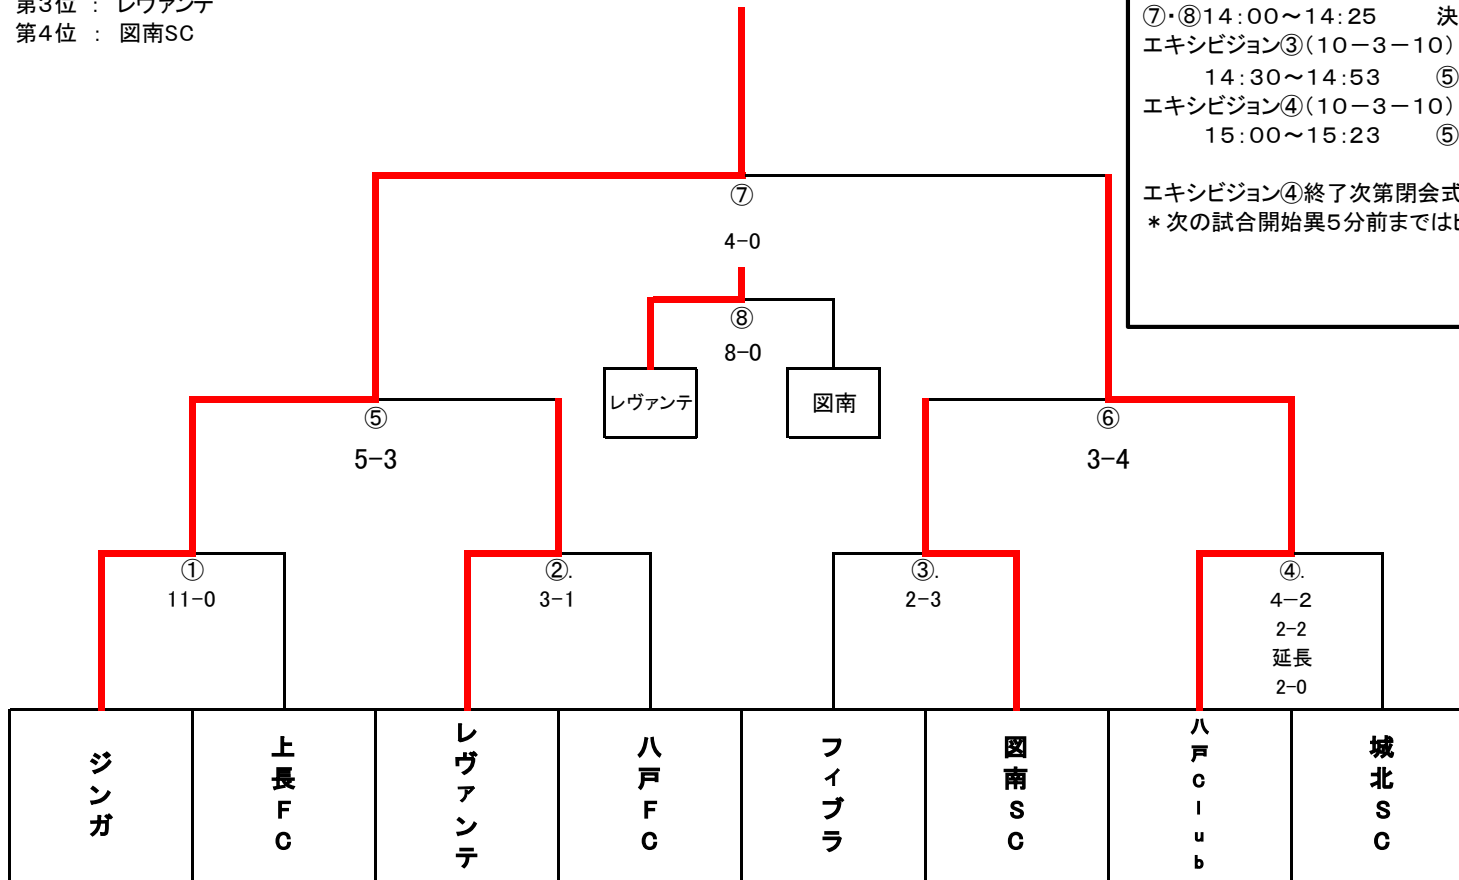 第3位 ： レヴァンテ
第4位 ： 図南SC
⑦・⑧14：00～14：25 決
エキシビジョン③（10－3－10）
14：30～14：53 ⑤
エキシビジョン④（10－3－10）
15：00～15：23 ⑤
エキシビジョン④終了次第閉会式
＊次の試合開始異5分前までは
⑦
4-0
⑧
8-0
レヴァンテ
図南
⑤
5-3
⑥
3-4
①
11-0
②.
3-1
③.
2-3
④.
4－2
2-2
延長
2-0
ジンガ
上長FC
レヴァンテ
八戸FC
フィブラ
図南SC
八戸Club
城北SC